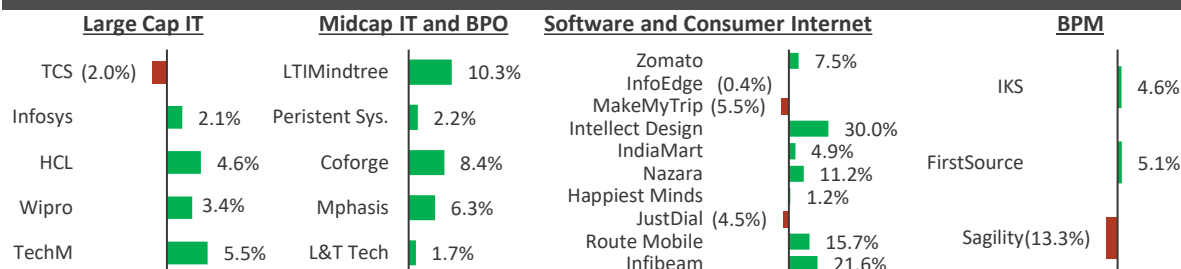 Large Cap IT
TCS (2.0%)
Infosys 2.1%
HCL 4.6%
Wipro 3.4%
TechM 5.5%
Midcap IT and BPO
LTIMindtree 10.3%
Peristent Sys. 2.2%
Coforge 8.4%
Mphasis 6.3%
L&T Tech 1.7%
Software and Consumer Internet
Zomato 7.5%
InfoEdge (0.4%)
MakeMyTrip (5.5%)
Intellect Design 30.0%
IndiaMart 4.9%
Nazara 11.2%
Happiest Minds 1.2%
JustDial (4.5%)
Route Mobile 15.7%
Infibeam 21.6%
BPM
IKS 4.6%
FirstSource 5.1%
Sagility(13.3%)